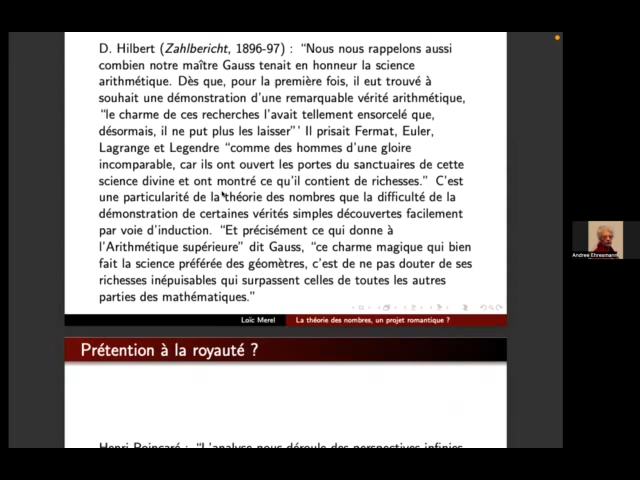 D. Hilbert (Zahlbericht, 1896-97) : “Nous nous rappelons aussi
combien notre maître Gauss tenait en honneur la science
arithmétique. Dès que, pour la première fois, il eut trouvé à
souhait une démonstration d’une remarquable vérité arithmétique,
“le charme de ces recherches l’avait tellement ensorcelé que,
désormais, il ne put plus les laisser”’ Il prisait Fermat, Euler,
Lagrange et Legendre “comme des hommes d’une gloire
incomparable, car ils ont ouvert les portes du sanctuaires de cette
science divine et ont montré ce qu’il contient de richesses.” C’est
une particularité de la théorie des nombres que la difficulté de la
démonstration de certaines vérités simples découvertes facilement
par voie d’induction. “Et précisément ce qui donne à
l’Arithmétique supérieure” dit Gauss, “ce charme magique qui bien
fait la science préférée des géomètres, c’est de ne pas douter de ses
richesses inépuisables qui surpassent celles de toutes les autres
parties des mathématiques.”
Loïc Merel La théorie des nombres, un projet romantique ?
Prétention à la royauté ?
Henri Poincaré : “L’analyse nous déroule des perspectives infinies
Andree Ehresmann